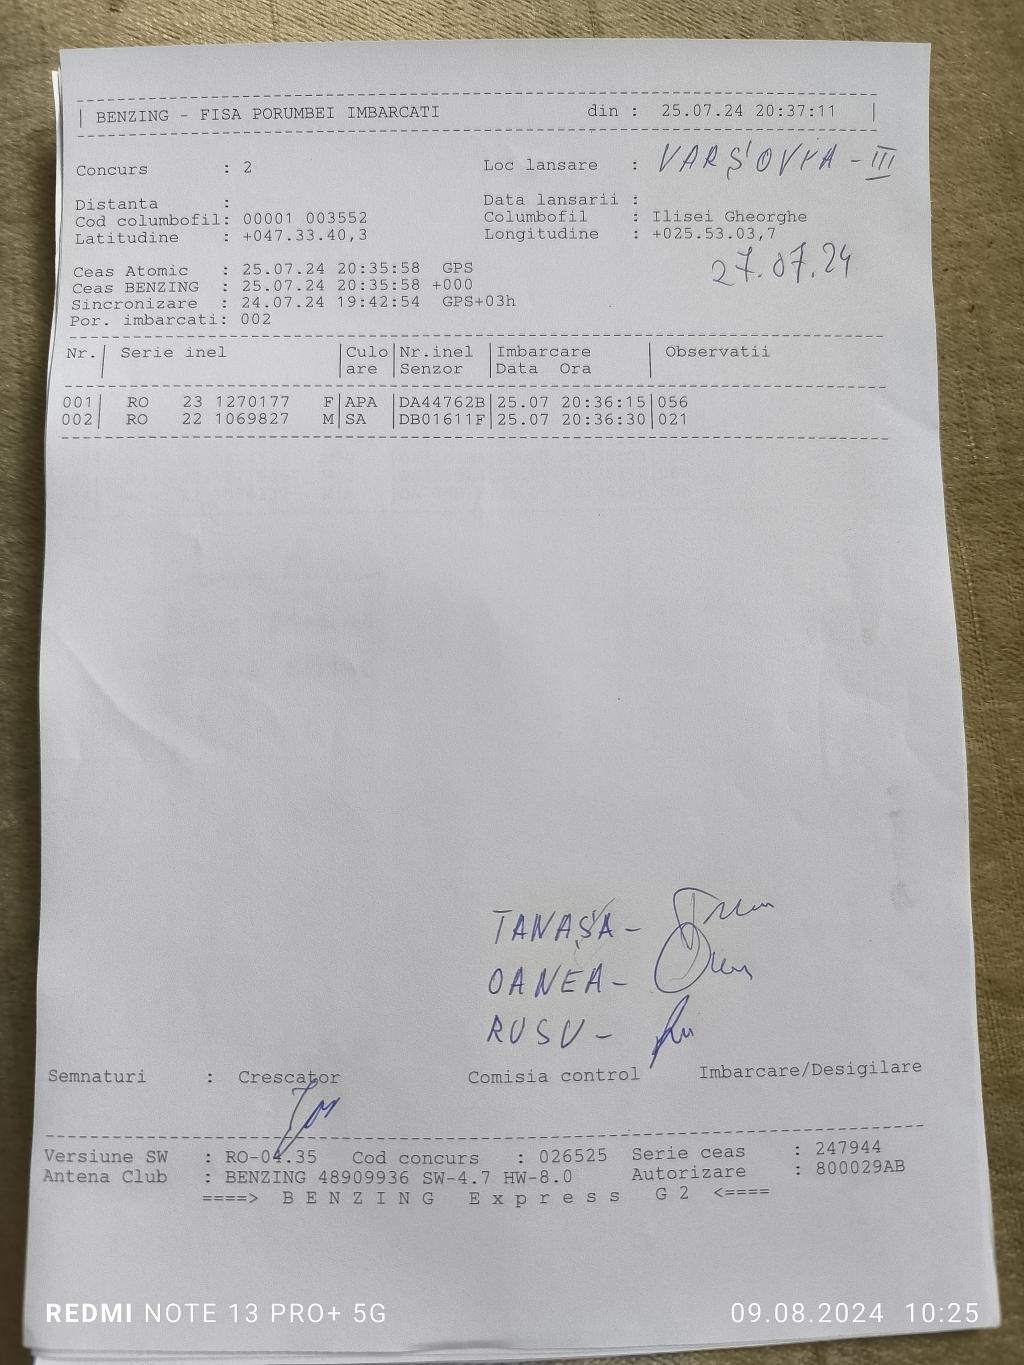 | BENZING - FISA PORUMBEI IMBARCATI din : 25.07.24 20:37:11 |
Concurs : 2 Loc lansare : VARȘOVIA - III
Distanta : Data lansarii :
Cod columbofil: 00001 003552 Columbofil : Ilisei Gheorghe
Latitudine : +047.33.40,3 Longitudine : +025.53.03,7
27.07.24
Ceas Atomic : 25.07.24 20:35:58 GPS
Ceas BENZING : 25.07.24 20:35:58 +000
Sincronizare : 24.07.24 19:42:54 GPS+03h
Por. imbarcati: 002
Nr.| Serie inel |Culo|Nr.inel |Imbarcare | Observatii
| |are |Senzor |Data Ora |
001| RO 23 1270177 F|APA |DA44762B|25.07 20:36:15|056
002| RO 22 1069827 M|SA |DB01611F|25.07 20:36:30|021
TANASĂ -
OANEA -
RUSU -
Semnaturi : Crescator Comisia control Imbarcare/Desigilare
Versiune SW : RO-04.35 Cod concurs : 026525 Serie ceas : 247944
Antena Club : BENZING 48909936 SW-4.7 HW-8.0 Autorizare : 800029AB
====> B E N Z I N G E x p r e s s G 2 <====
REDMI NOTE 13 PRO+ 5G 09.08.2024 10:25